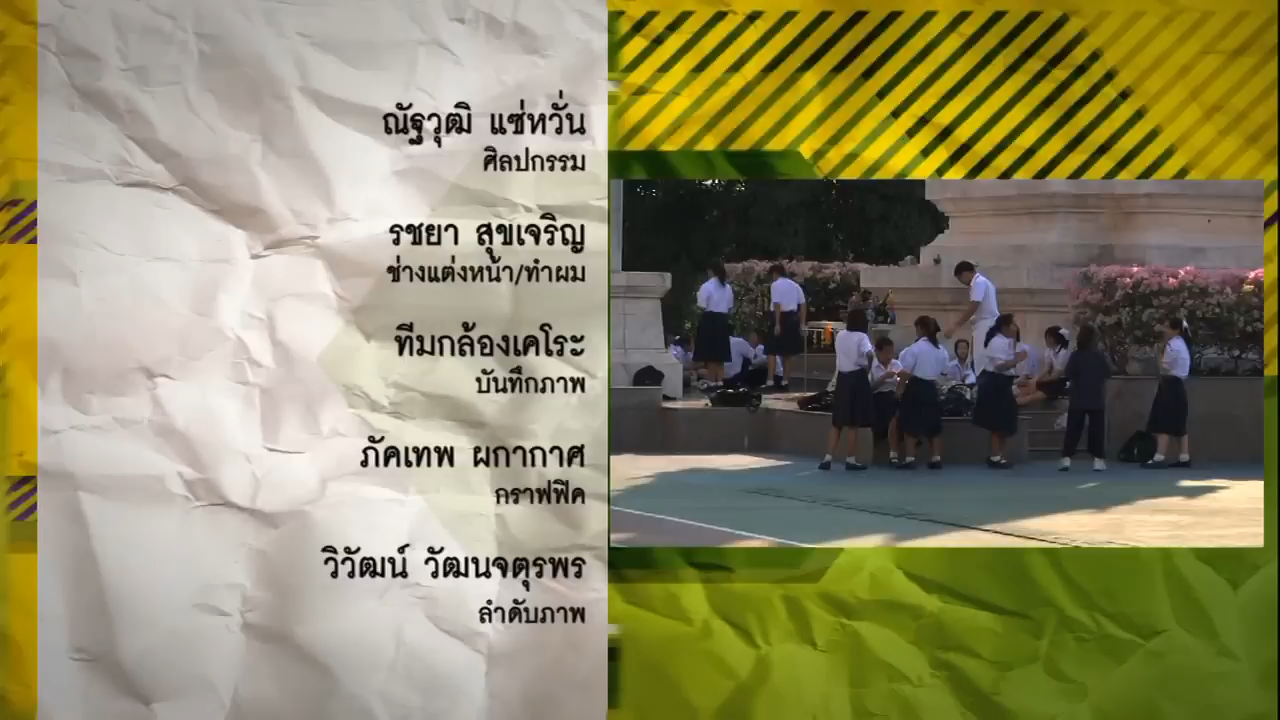 ณัฐวุฒิ แซ่หวั่น
ศิลปกรรม
รชยา สุขเจริญ
ช่างแต่งหน้า/ทำผม
ทีมกล้องเคโระ
บันทึกภาพ
ภัคเทพ ผกากาศ
กราฟฟิค
วิวัฒน์ วัฒนจตุรพร
ลำดับภาพ